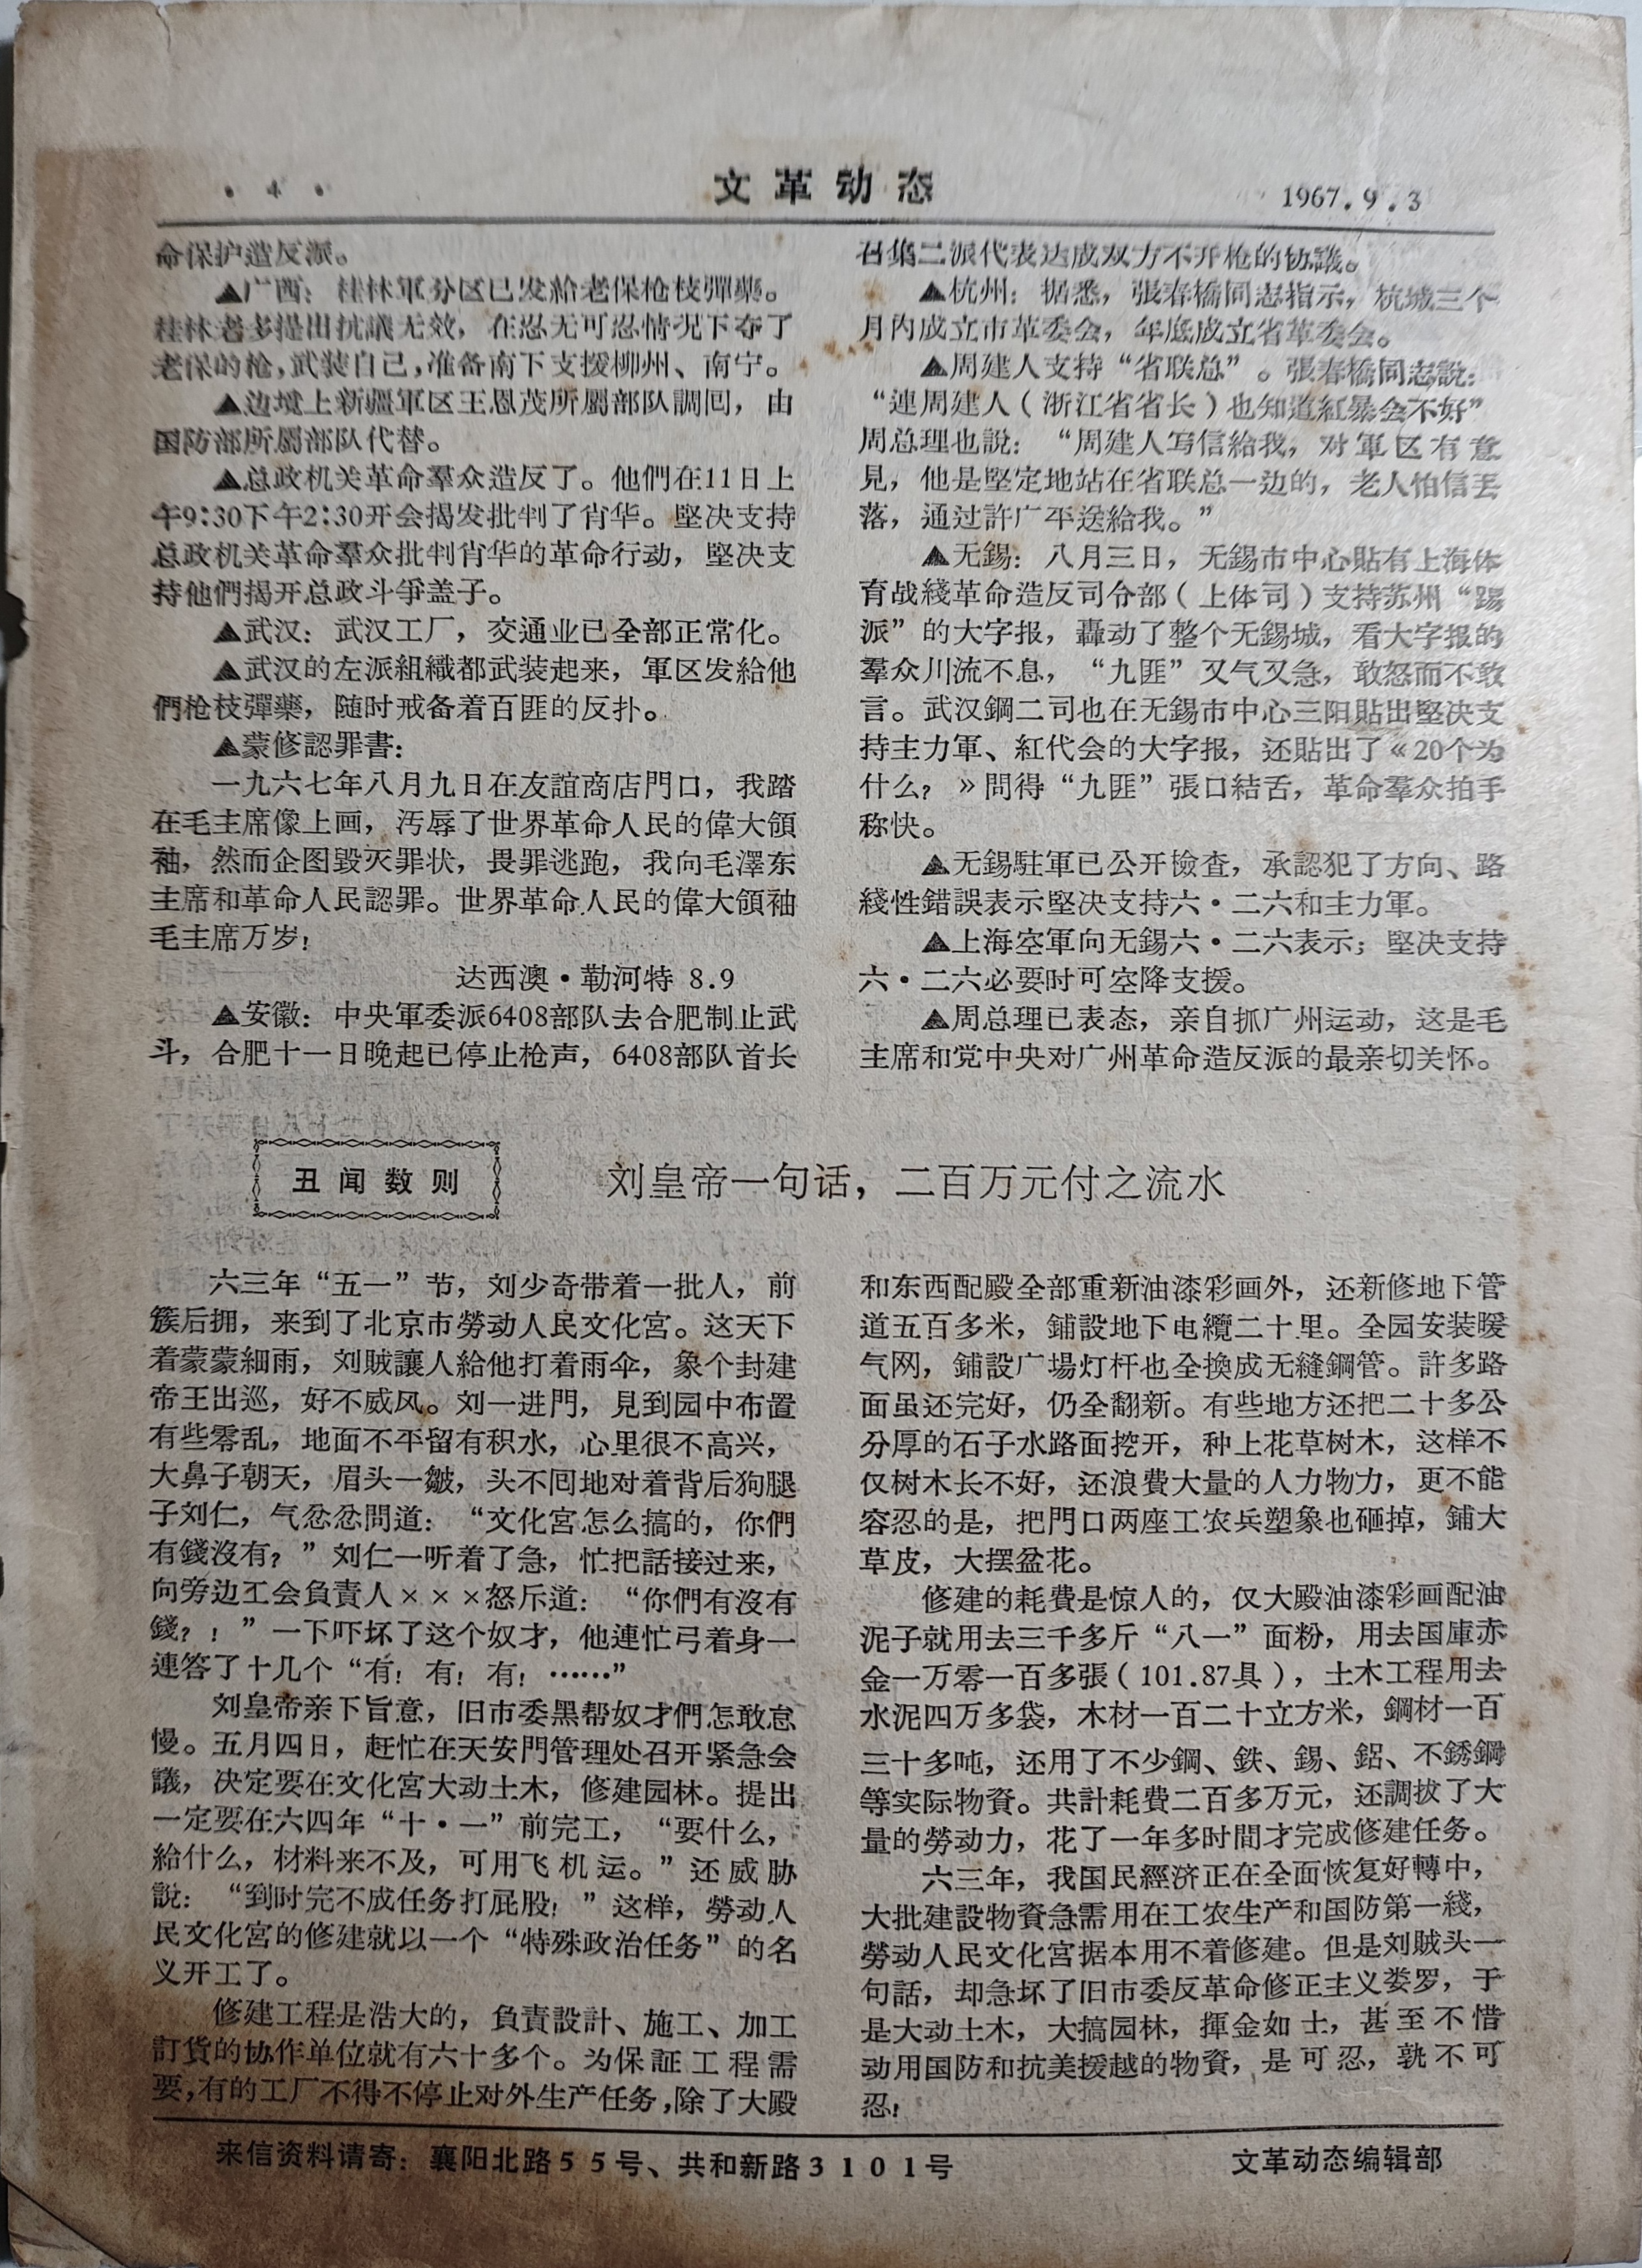 · 4 ·
文革动态
1967.9.3
命保护造反派。
▲广西：桂林軍分区已发給老保枪枝彈藥。
桂林老多提出抗議无效，在忍无可忍情况下夺了
老保的枪，武装自己，准备南下支援柳州、南宁。
▲边境上新疆軍区王恩茂所屬部队調囘，由
国防部所屬部队代替。
▲总政机关革命羣众造反了。他們在11日上
午9:30下午2:30开会揭发批判了肖华。堅决支持
总政机关革命羣众批判肖华的革命行动，堅决支
持他們揭开总政斗爭盖子。
▲武汉：武汉工厂，交通业已全部正常化。
▲武汉的左派組織都武装起来，軍区发給他
們枪枝彈藥，随时戒备着百匪的反扑。
▲蒙修認罪書：
一九六七年八月九日在友誼商店門口，我踏
在毛主席像上画，汚辱了世界革命人民的偉大領
袖，然而企图毁灭罪状，畏罪逃跑，我向毛澤东
主席和革命人民認罪。世界革命人民的偉大領袖
毛主席万岁！
达西澳·勒河特 8.9
▲安徽：中央軍委派6408部队去合肥制止武
斗，合肥十一日晚起已停止枪声，6408部队首长
召集二派代表达成双方不开枪的协議。
▲杭州：据悉，張春橋同志指示，杭城三个
月内成立市革委会，年底成立省革委会。
▲周建人支持“省联总”。張春橋同志說：
“連周建人（浙江省省长）也知道紅暴会不好”
周总理也說：“周建人写信給我，对軍区有意
見，他是堅定地站在省联总一边的，老人怕信丟
落，通过許广平送給我。”
▲无錫：八月三日，无錫市中心貼有上海体
育战綫革命造反司令部（上体司）支持苏州“踢
派”的大字报，轟动了整个无錫城，看大字报的
羣众川流不息，“九匪”又气又急，敢怒而不敢
言。武汉鋼二司也在无錫市中心三阳貼出堅决支
持主力軍、紅代会的大字报，还貼出了《20个为
什么？》問得“九匪”張口結舌，革命羣众拍手
称快。
▲无錫駐軍已公开檢查，承認犯了方向、路
綫性錯誤表示堅决支持六·二六和主力軍。
▲上海空軍向无錫六·二六表示；堅决支持
六·二六必要时可空降支援。
▲周总理已表态，亲自抓广州运动，这是毛
主席和党中央对广州革命造反派的最亲切关怀。
丑闻数则
刘皇帝一句话，二百万元付之流水
六三年“五一”节，刘少奇带着一批人，前
簇后拥，来到了北京市勞动人民文化宮。这天下
着蒙蒙細雨，刘賊讓人給他打着雨伞，象个封建
帝王出巡，好不威风。刘一进門，見到园中布置
有些零乱，地面不平留有积水，心里很不高兴，
大鼻子朝天，眉头一皺，头不囘地对着背后狗腿
子刘仁，气忿忿問道：“文化宮怎么搞的，你們
有錢沒有？”刘仁一听着了急，忙把話接过来，
向旁边工会負責人×××怒斥道：“你們有沒有
錢？！”一下吓坏了这个奴才，他連忙弓着身一
連答了十几个“有！有！有！……”
刘皇帝亲下旨意，旧市委黑帮奴才們怎敢怠
慢。五月四日，赶忙在天安門管理处召开紧急会
議，决定要在文化宮大动土木，修建园林。提出
一定要在六四年“十·一”前完工，“要什么，
給什么，材料来不及，可用飞机运。”还威胁
說：“到时完不成任务打屁股！”这样，勞动人
民文化宮的修建就以一个“特殊政治任务”的名
义开工了。
修建工程是浩大的，負責設計、施工、加工
訂貨的协作单位就有六十多个。为保証工程需
要，有的工厂不得不停止对外生产任务，除了大殿
和东西配殿全部重新油漆彩画外，还新修地下管
道五百多米，鋪設地下电纜二十里。全园安装暖
气网，鋪設广場灯杆也全換成无縫鋼管。許多路
面虽还完好，仍全翻新。有些地方还把二十多公
分厚的石子水路面挖开，种上花草树木，这样不
仅树木长不好，还浪費大量的人力物力，更不能
容忍的是，把門口两座工农兵塑象也砸掉，鋪大
草皮，大摆盆花。
修建的耗費是惊人的，仅大殿油漆彩画配油
泥子就用去三千多斤“八一”面粉，用去国庫赤
金一万零一百多張（101.87具），土木工程用去
水泥四万多袋，木材一百二十立方米，鋼材一百
三十多吨，还用了不少鋼、鉄、錫、鋁、不銹鋼
等实际物資。共計耗費二百多万元，还調拔了大
量的勞动力，花了一年多时間才完成修建任务。
六三年，我国民經济正在全面恢复好轉中，
大批建設物資急需用在工农生产和国防第一綫，
勞动人民文化宮据本用不着修建。但是刘賊头一
句話，却急坏了旧市委反革命修正主义娄罗，于
是大动土木，大搞园林，揮金如士，甚至不惜
动用国防和抗美援越的物資，是可忍，孰不可
忍！
来信资料请寄：襄阳北路55号、共和新路3101号
文革动态编辑部